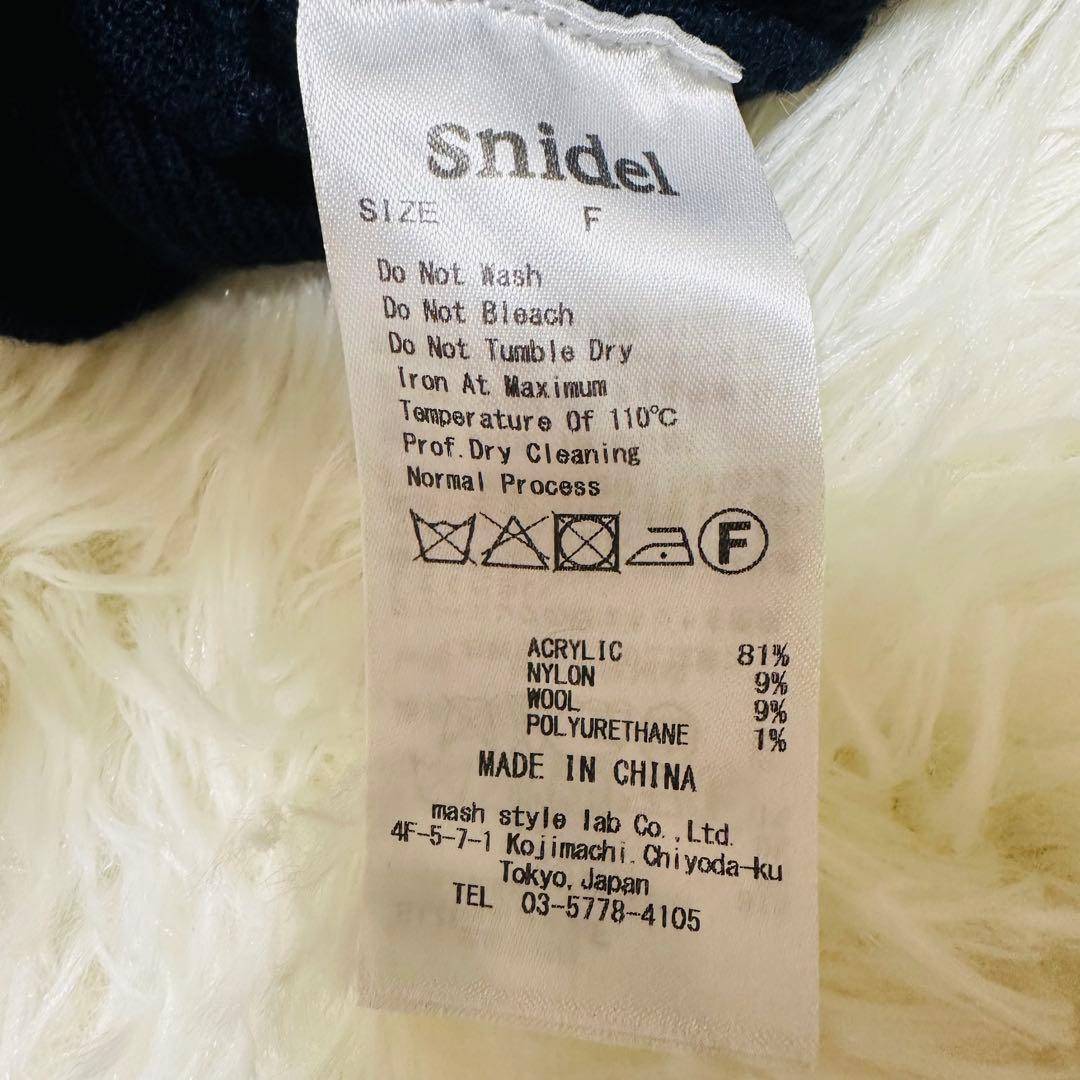 snidel
SIZE F
Do Not Wash
Do Not Bleach
Do Not Tumble Dry
Iron At Maximum
Temperature Of 110℃
Prof.Dry Cleaning
Normal Process
F
ACRYLIC 81%
NYLON 9%
WOOL 9%
POLYURETHANE 1%
MADE IN CHINA
mash style lab Co.,Ltd.
4F-5-7-1 Kojimachi.Chiyoda-ku
Tokyo,Japan
TEL 03-5778-4105